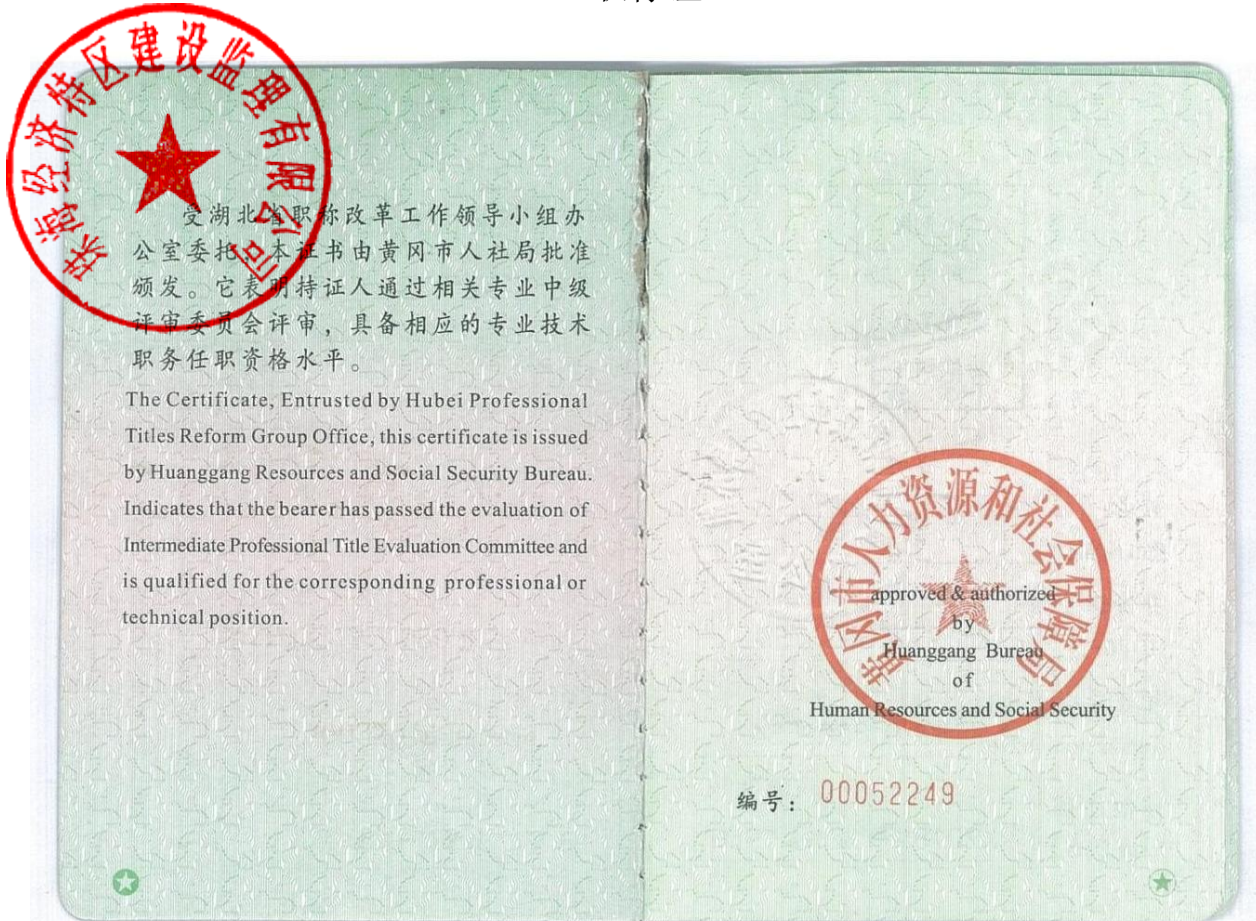 珠海经济特区建设监理有限公司
受湖北省职称改革工作领导小组办
公室委托，本证书由黄冈市人社局批准
颁发。它表明持证人通过相关专业中级
评审委员会评审，具备相应的专业技术
职务任职资格水平。
The Certificate, Entrusted by Hubei Professional
Titles Reform Group Office, this certificate is issued
by Huanggang Resources and Social Security Bureau.
Indicates that the bearer has passed the evaluation of
Intermediate Professional Title Evaluation Committee and
is qualified for the corresponding professional or
technical position.
黄冈市人力资源和社会保障局
approved & authorized
by
Huanggang Bureau
of
Human Resources and Social Security
编号：00052249